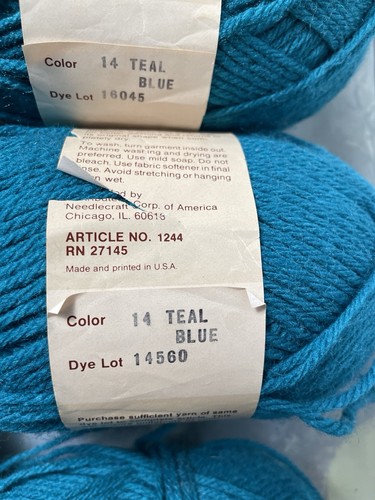 Color 14 TEAL
BLUE
Dye Lot 16045
To wash, turn garment inside out.
Machine washing and drying are
preferred. Use mild soap. Do not
bleach. Use fabric softener in final
Avoid stretching or hanging
wet.
by
Needlecraft Corp. of America
Chicago, IL. 60618
ARTICLE NO. 1244
RN 27145
Made and printed in U.S.A.
Color 14 TEAL
BLUE
Dye Lot 14560
Purchase sufficient yarn of same